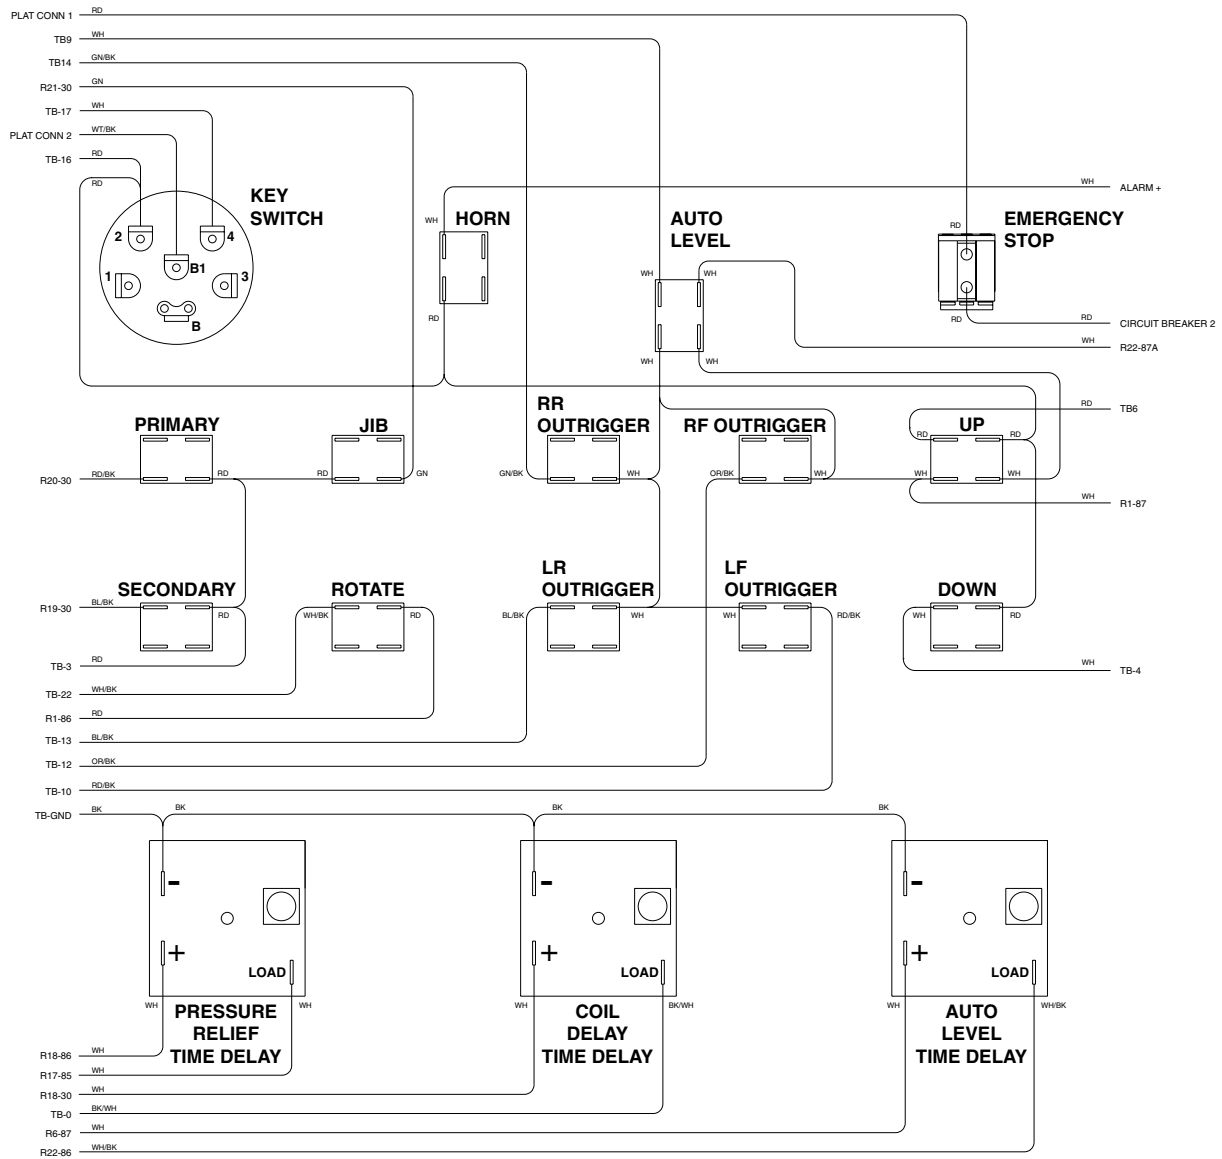 PLAT CONN 1 RD
TB9 WH
TB14 GN/BK
R21-30 GN
TB-17 WH
PLAT CONN 2 WT/BK
TB-16 RD
RD
KEY
SWITCH
2
4
B1
1
3
B
WH
HORN
RD
AUTO
LEVEL
WH
WH
WH
WH
WH
ALARM +
RD
EMERGENCY
STOP
RD
RD
CIRCUIT BREAKER 2
WH
R22-87A
PRIMARY
R20-30 RD/BK
RD
JIB
RD
GN
RR
OUTRIGGER
GN/BK
WH
RF OUTRIGGER
OR/BK
WH
UP
RD
RD
WH
WH
RD
TB6
WH
R1-87
SECONDARY
R19-30 BL/BK
RD
TB-3 RD
ROTATE
WH/BK
RD
LR
OUTRIGGER
BL/BK
WH
LF
OUTRIGGER
WH
RD/BK
DOWN
WH
RD
WH
TB-4
TB-22 WH/BK
R1-86 RD
TB-13 BL/BK
TB-12 OR/BK
TB-10 RD/BK
TB-GND BK
BK
BK
BK
-
+
LOAD
WH
WH
PRESSURE
RELIEF
TIME DELAY
-
+
LOAD
WH
BK/WH
COIL
DELAY
TIME DELAY
-
+
LOAD
WH
WH/BK
AUTO
LEVEL
TIME DELAY
R18-86 WH
R17-85 WH
R18-30 WH
TB-0 BK/WH
R6-87 WH
R22-86 WH/BK